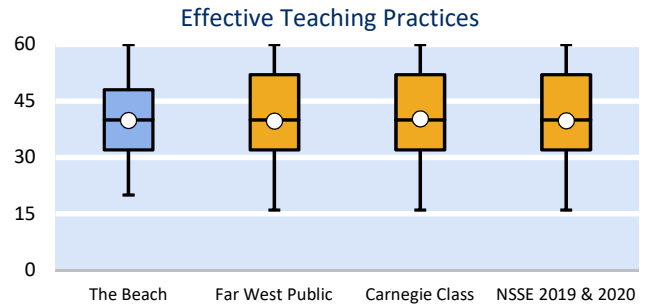 Effective Teaching Practices
60
45
30
15
0
The Beach Far West Public Carnegie Class NSSE 2019 & 2020